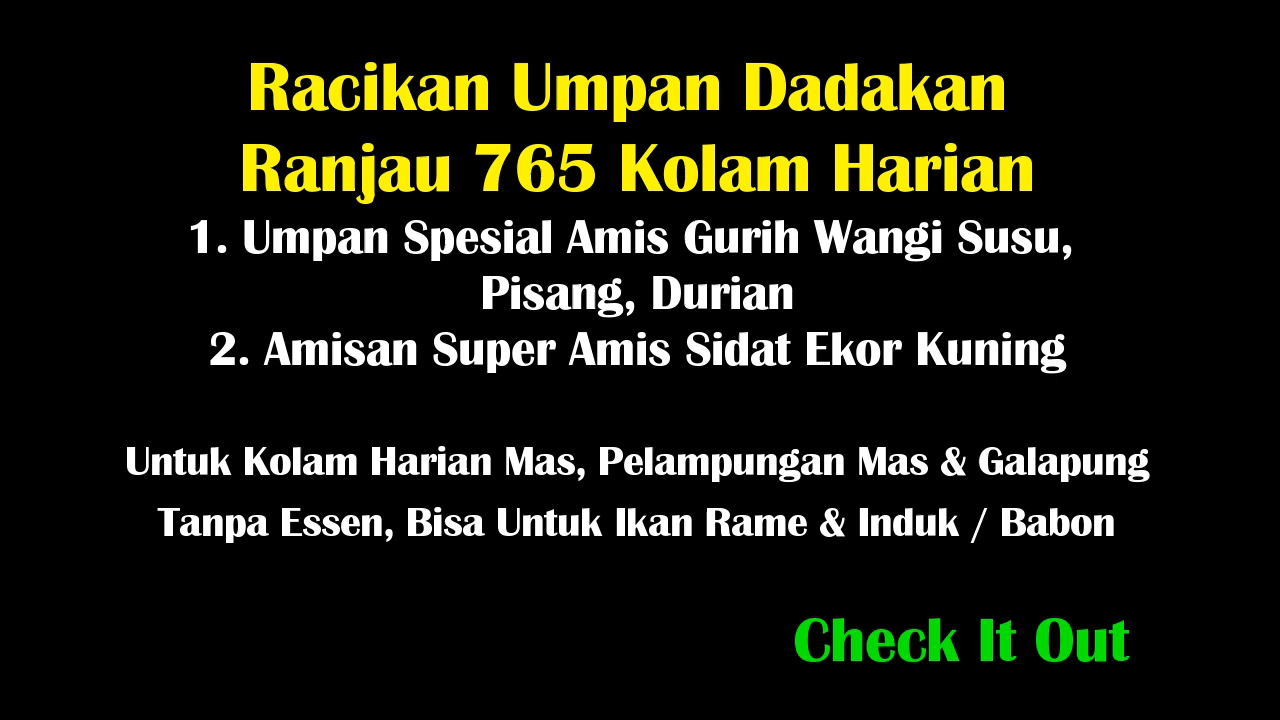 Racikan Umpan Dadakan
Ranjau 765 Kolam Harian
1. Umpan Spesial Amis Gurih Wangi Susu,
Pisang, Durian
2. Amisan Super Amis Sidat Ekor Kuning
Untuk Kolam Harian Mas, Pelampungan Mas & Galapung
Tanpa Essen, Bisa Untuk Ikan Rame & Induk / Babon
Check It Out